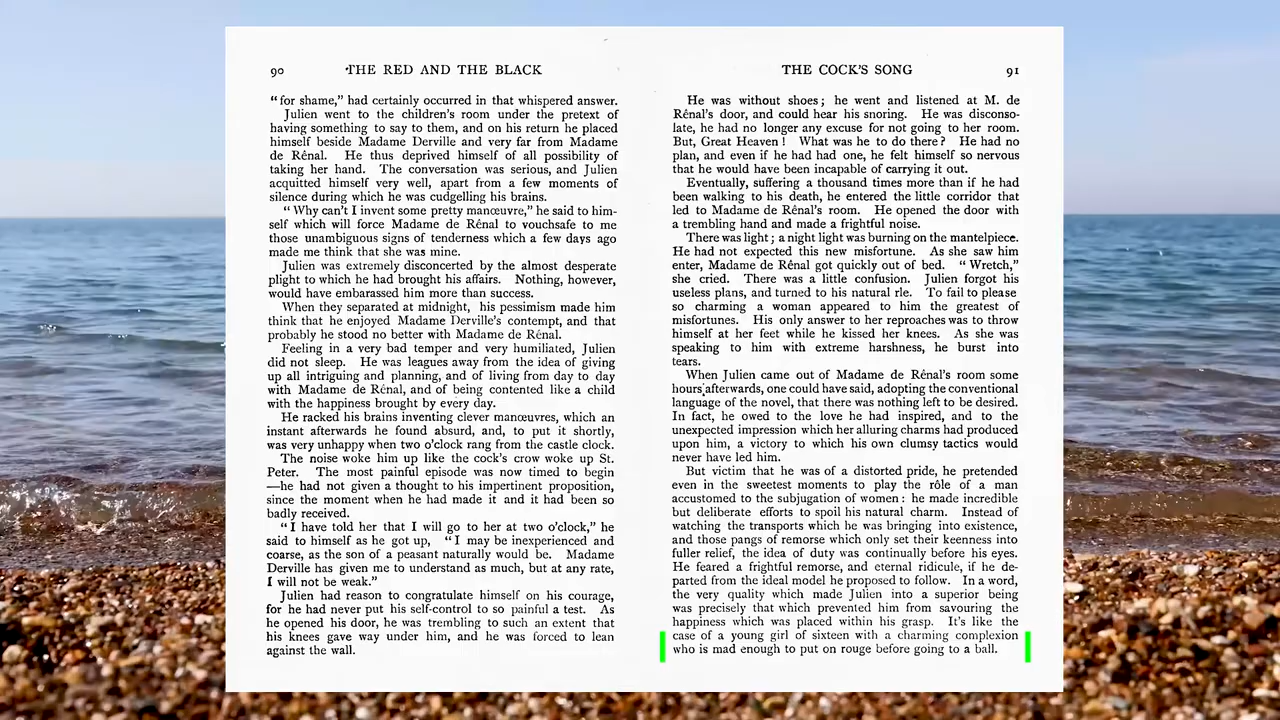 90 THE RED AND THE BLACK
“for shame,” had certainly occurred in that whispered answer.
Julien went to the children's room under the pretext of
having something to say to them, and on his return he placed
himself beside Madame Derville and very far from Madame
de Rênal. He thus deprived himself of all possibility of
taking her hand. The conversation was serious, and Julien
acquitted himself very well, apart from a few moments of
silence during which he was cudgelling his brains.
“Why can't I invent some pretty manœuvre,” he said to him-
self which will force Madame de Rénal to vouchsafe to me
those unambiguous signs of tenderness which a few days ago
made me think that she was mine.
Julien was extremely disconcerted by the almost desperate
plight to which he had brought his affairs. Nothing, however,
would have embarassed him more than success.
When they separated at midnight, his pessimism made him
think that he enjoyed Madame Derville's contempt, and that
probably he stood no better with Madame de Rénal.
Feeling in a very bad temper and very humiliated, Julien
did not sleep. He was leagues away from the idea of giving
up all intriguing and planning, and of living from day to day
with Madame de Rénal, and of being contented like a child
with the happiness brought by every day.
He racked his brains inventing clever manœuvres, which an
instant afterwards he found absurd, and, to put it shortly,
was very unhappy when two o'clock rang from the castle clock.
The noise woke him up like the cock's crow woke up St.
Peter. The most painful episode was now timed to begin
—he had not given a thought to his impertinent proposition,
since the moment when he had made it and it had been so
badly received.
“I have told her that I will go to her at two o'clock,” he
said to himself as he got up, “I may be inexperienced and
coarse, as the son of a peasant naturally would be. Madame
Derville has given me to understand as much, but at any rate,
I will not be weak.”
Julien had reason to congratulate himself on his courage,
for he had never put his self-control to so painful a test. As
he opened his door, he was trembling to such an extent that
his knees gave way under him, and he was forced to lean
against the wall.
THE COCK'S SONG 91
He was without shoes; he went and listened at M. de
Rênal's door, and could hear his snoring. He was disconso-
late, he had no longer any excuse for not going to her room.
But, Great Heaven! What was he to do there? He had no
plan, and even if he had had one, he felt himself so nervous
that he would have been incapable of carrying it out.
Eventually, suffering a thousand times more than if he had
been walking to his death, he entered the little corridor that
led to Madame de Rênal's room. He opened the door with
a trembling hand and made a frightful noise.
There was light; a night light was burning on the mantelpiece.
He had not expected this new misfortune. As she saw him
enter, Madame de Rênal got quickly out of bed. “Wretch,”
she cried. There was a little confusion. Julien forgot his
useless plans, and turned to his natural rle. To fail to please
so charming a woman appeared to him the greatest of
misfortunes. His only answer to her reproaches was to throw
himself at her feet while he kissed her knees. As she was
speaking to him with extreme harshness, he burst into
tears.
When Julien came out of Madame de Rênal's room some
hours afterwards, one could have said, adopting the conventional
language of the novel, that there was nothing left to be desired.
In fact, he owed to the love he had inspired, and to the
unexpected impression which her alluring charms had produced
upon him, a victory to which his own clumsy tactics would
never have led him.
But victim that he was of a distorted pride, he pretended
even in the sweetest moments to play the rôle of a man
accustomed to the subjugation of women: he made incredible
but deliberate efforts to spoil his natural charm. Instead of
watching the transports which he was bringing into existence,
and those pangs of remorse which only set their keenness into
fuller relief, the idea of duty was continually before his eyes.
He feared a frightful remorse, and eternal ridicule, if he de-
parted from the ideal model he proposed to follow. In a word,
the very quality which made Julien into a superior being
was precisely that which prevented him from savouring the
happiness which was placed within his grasp. It's like the
case of a young girl of sixteen with a charming complexion
who is mad enough to put on rouge before going to a ball.